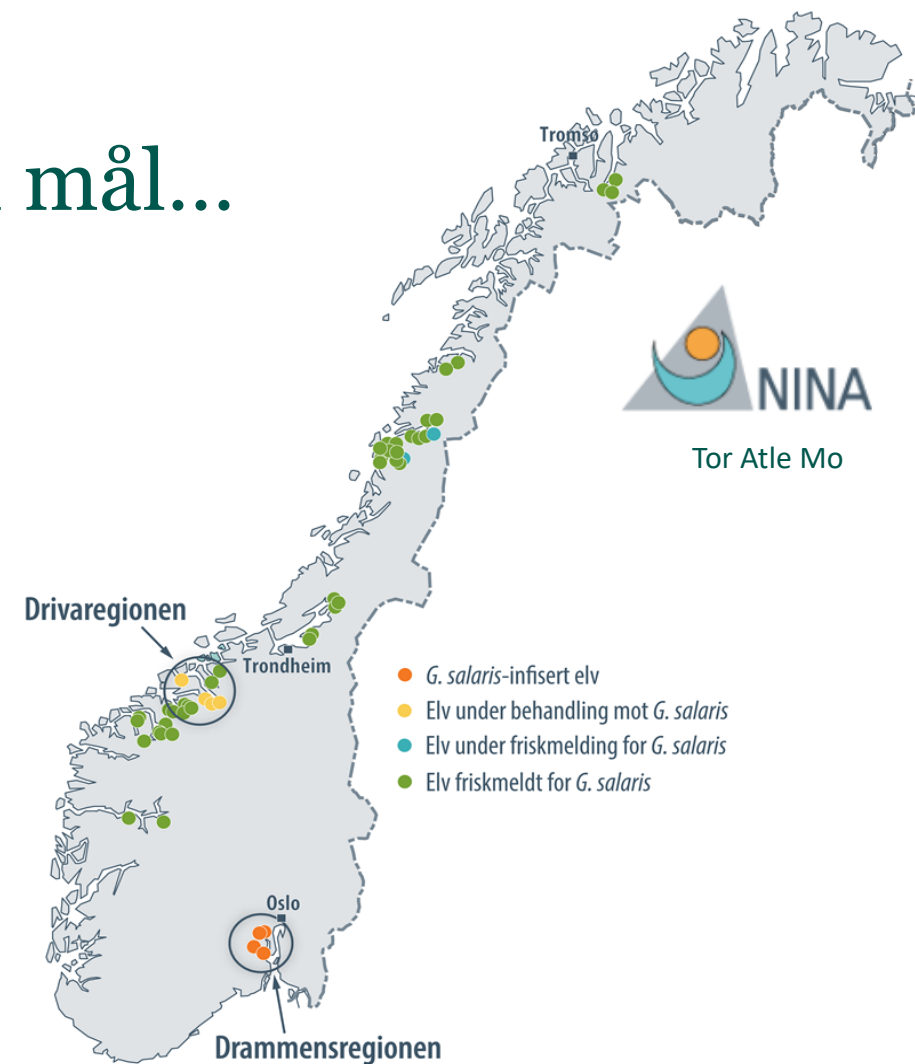 mål...
Tromsø
NINA
Tor Atle Mo
Drivaregionen
Trondheim
G. salaris-infisert elv
Elv under behandling mot G. salaris
Elv under friskmelding for G. salaris
Elv friskmeldt for G. salaris
Oslo
Drammensregionen